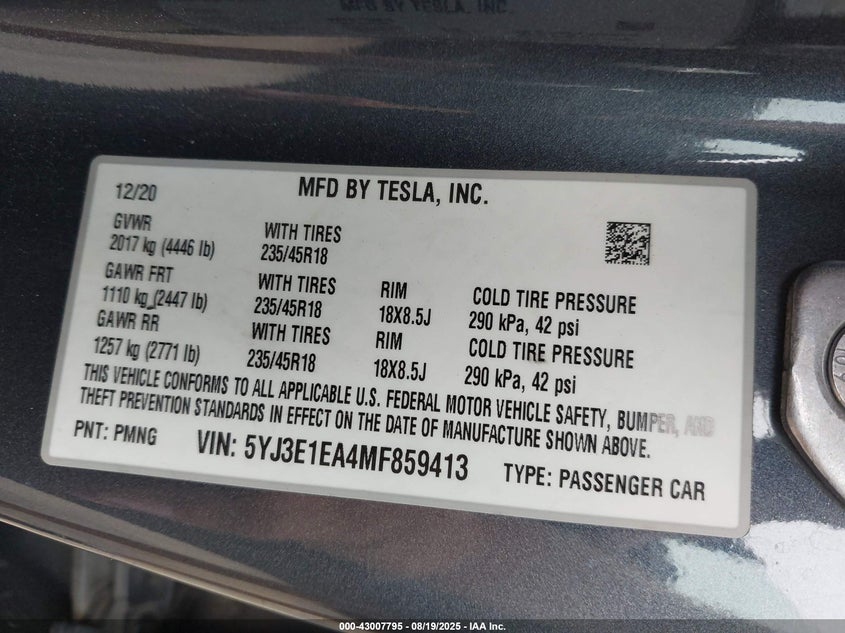 MFD BY TESLA, INC.
12/20
MFD BY TESLA, INC.
GVWR
2017 kg (4446 lb)
WITH TIRES
235/45R18
GAWR FRT
1110 kg (2447 lb)
WITH TIRES
235/45R18
RIM
18X8.5J
COLD TIRE PRESSURE
290 kPa, 42 psi
GAWR RR
1257 kg (2771 lb)
WITH TIRES
235/45R18
RIM
18X8.5J
COLD TIRE PRESSURE
290 kPa, 42 psi
THIS VEHICLE CONFORMS TO ALL APPLICABLE U.S. FEDERAL MOTOR VEHICLE SAFETY, BUMPER, AND
THEFT PREVENTION STANDARDS IN EFFECT ON THE DATE OF MANUFACTURE SHOWN ABOVE.
PNT: PMNG
VIN: 5YJ3E1EA4MF859413
TYPE: PASSENGER CAR
000-43007795 - 08/19/2025 - IAA Inc.